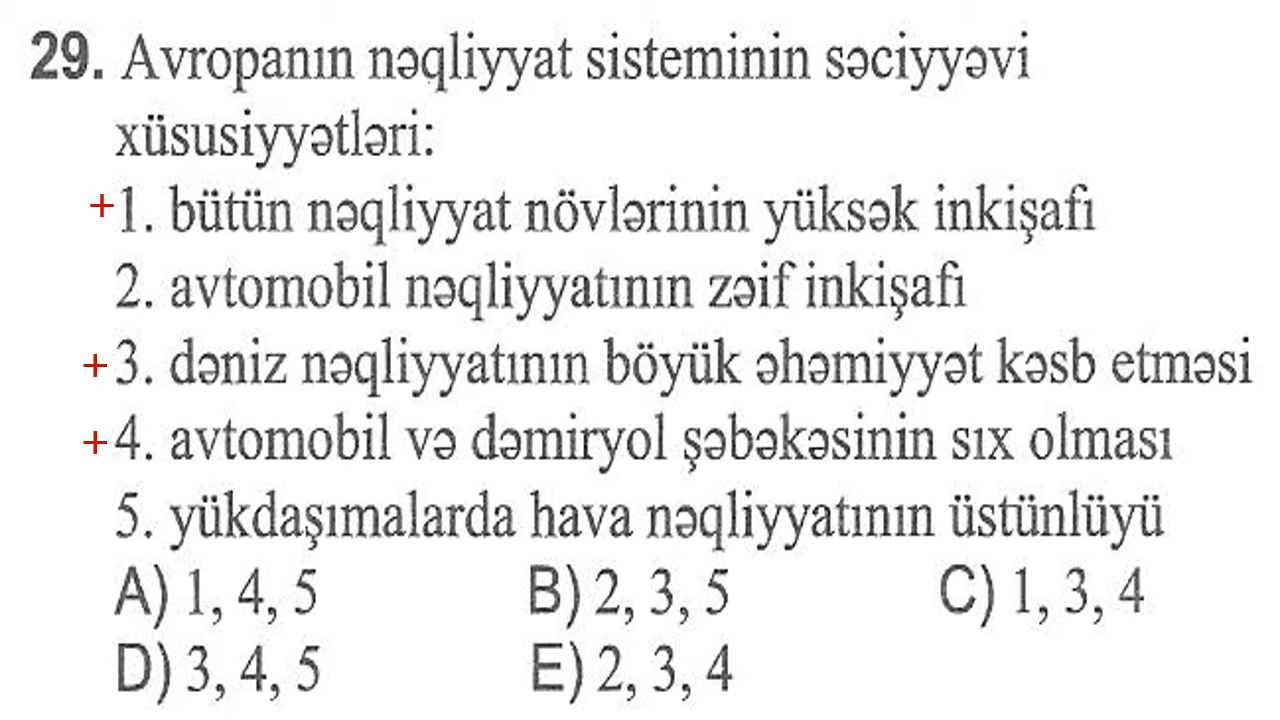 29. Avropanın nəqliyyat sisteminin səciyyəvi
xüsusiyyətləri:
+1. bütün nəqliyyat növlərinin yüksək inkişafı
2. avtomobil nəqliyyatının zəif inkişafı
+3. dəniz nəqliyyatının böyük əhəmiyyət kəsb etməsi
+4. avtomobil və dəmiryol şəbəkəsinin sıx olması
5. yükdaşımalarda hava nəqliyyatının üstünlüyü
A) 1, 4, 5 B) 2, 3, 5 C) 1, 3, 4
D) 3, 4, 5 E) 2, 3, 4